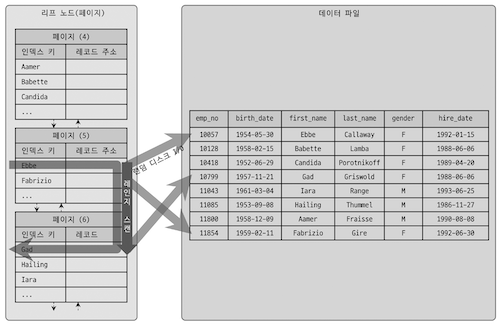 리프 노드(페이지)
페이지 (4)
인덱스 키 레코드 주소
Aamer
Babette
Candida
...
페이지 (5)
인덱스 키 레코드 주소
Ebbe
Fabrizio
...
페이지 (6)
인덱스 키 레코드
Gad
Hailing
Iara
...
레인지 스캔
랜덤 디스크 I/O
데이터 파일
emp_no birth_date first_name last_name gender hire_date
10057 1954-05-30 Ebbe Callaway F 1992-01-15
10128 1958-02-15 Babette Lamba F 1988-06-06
10418 1952-06-29 Candida Porotnikoff F 1989-04-20
10799 1957-11-21 Gad Griswold F 1988-06-06
11043 1961-03-04 Iara Range M 1993-06-25
11085 1953-09-08 Hailing Thummel M 1986-11-27
11800 1958-12-09 Aamer Fraisse M 1990-08-08
11854 1959-02-11 Fabrizio Gire F 1992-06-30